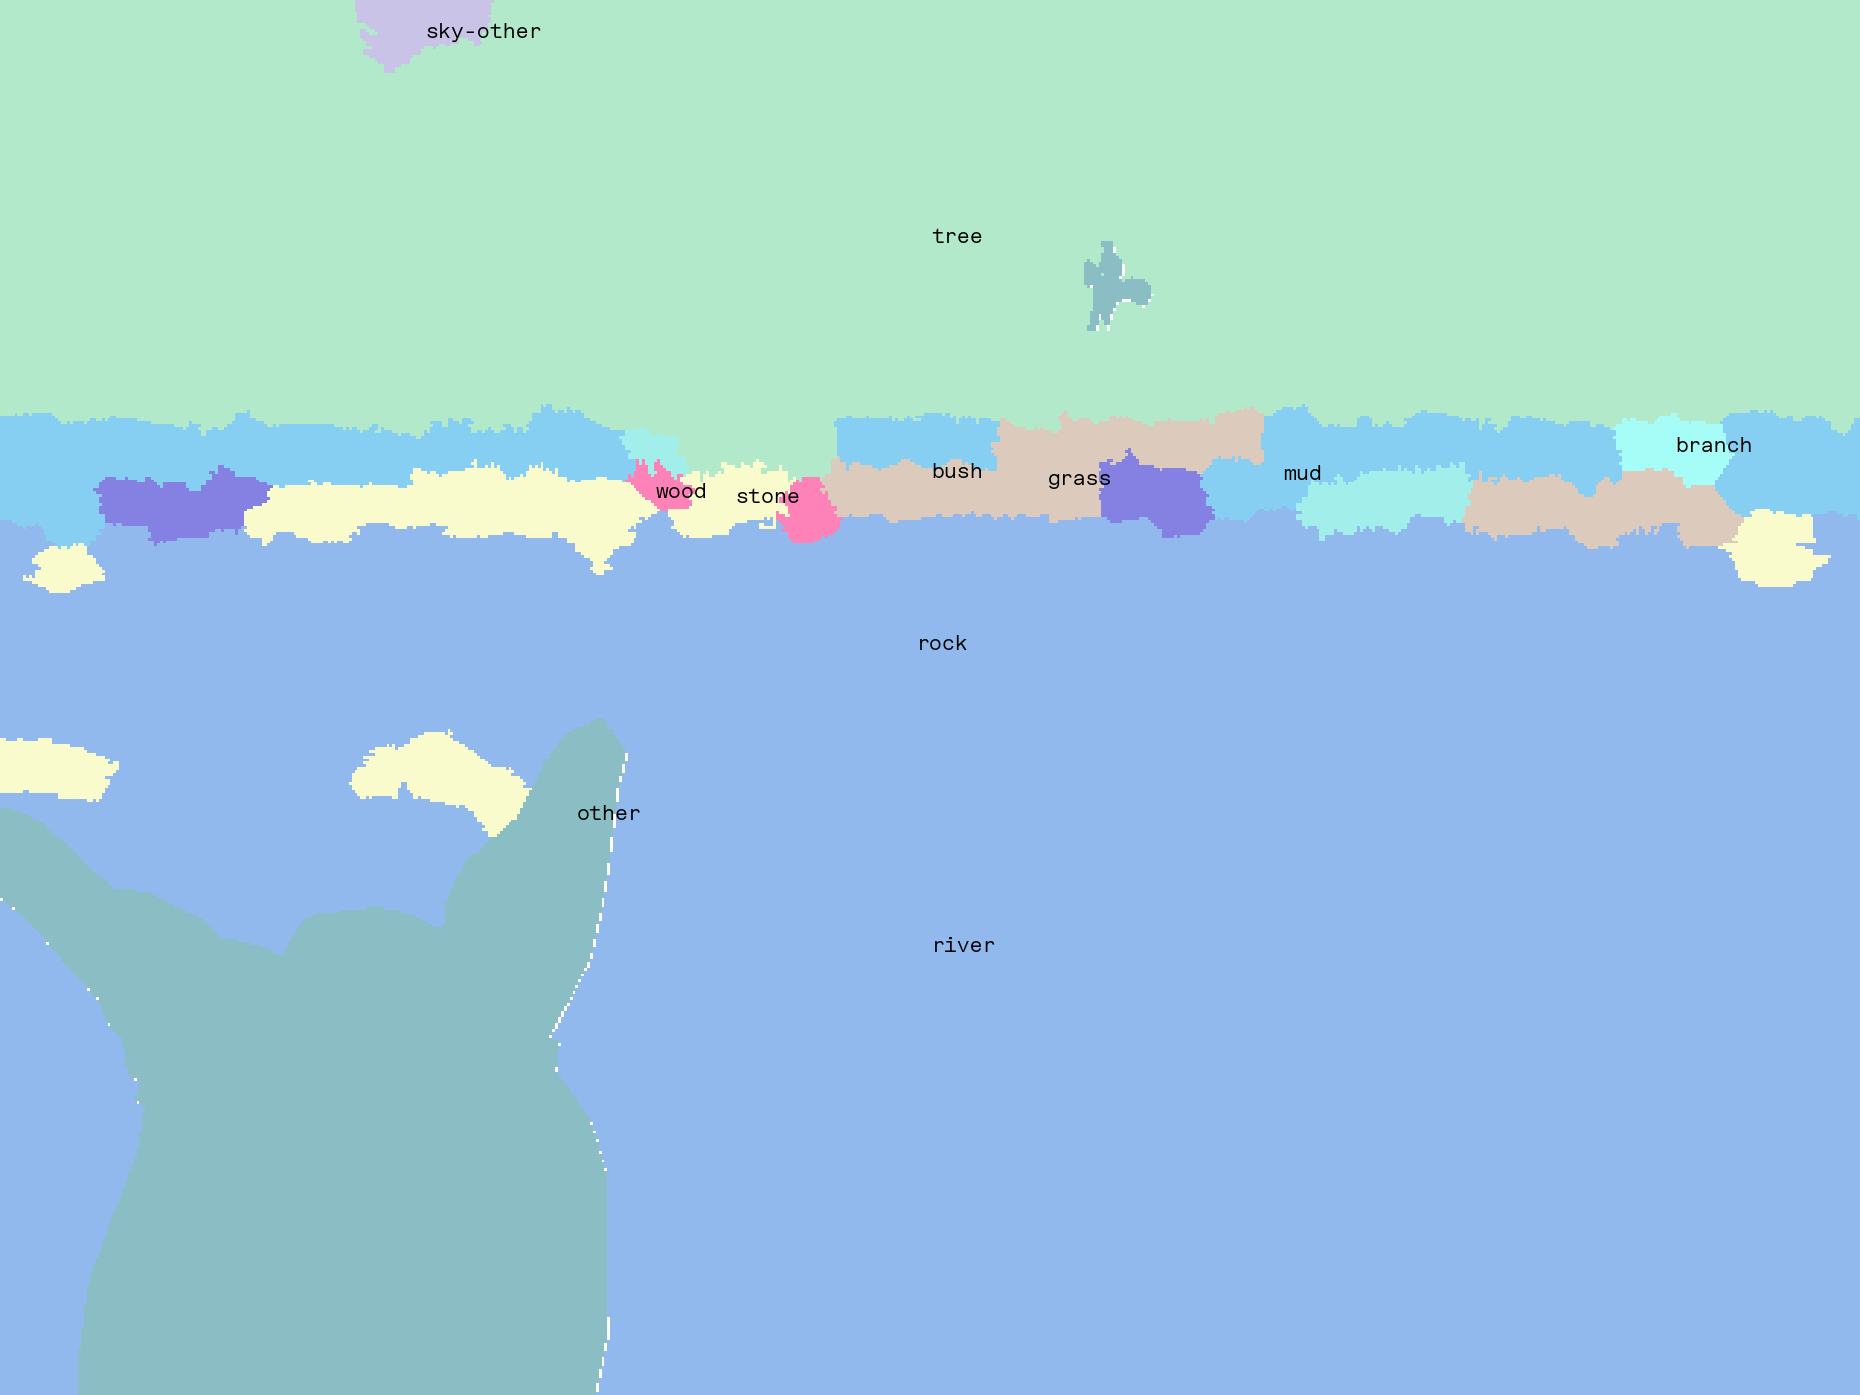 sky-other
tree
branch
bush
mud
grass
wood
stone
rock
other
river